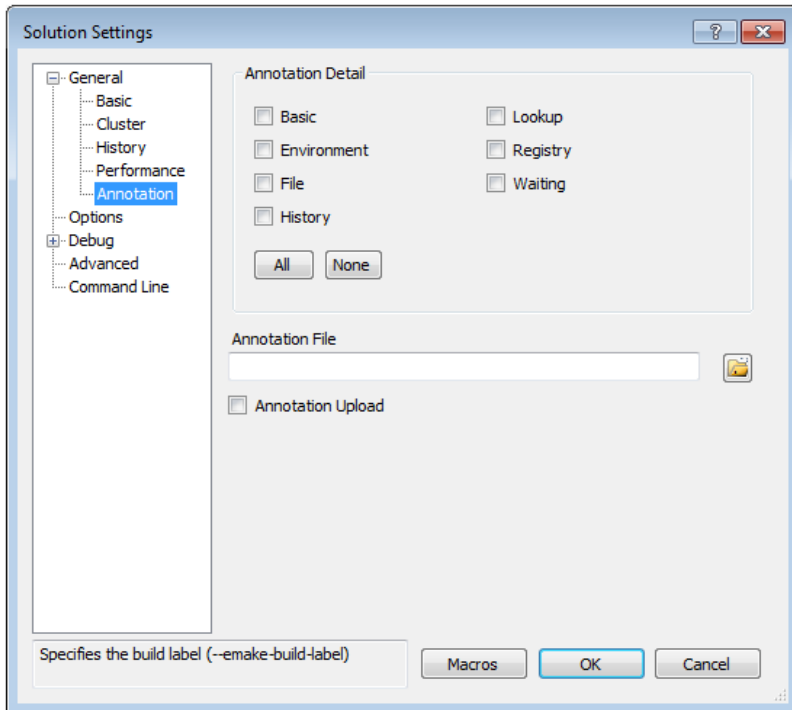 Solution Settings
General
Basic
Cluster
History
Performance
Annotation
Options
Debug
Advanced
Command Line
Annotation Detail
Basic
Lookup
Environment
Registry
File
Waiting
History
All
None
Annotation File
Annotation Upload
Specifies the build label (--emake-build-label)
Macros
OK
Cancel